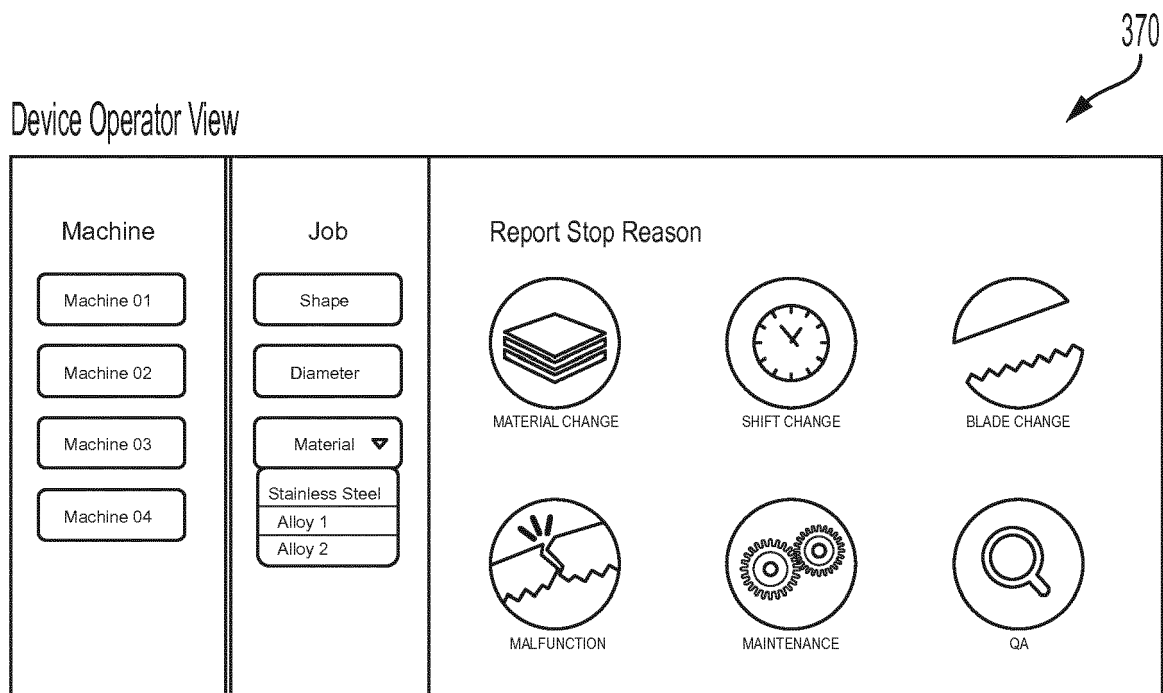 370
Device Operator View
Machine
Machine 01
Machine 02
Machine 03
Machine 04
Job
Shape
Diameter
Material
Stainless Steel
Alloy 1
Alloy 2
Report Stop Reason
MATERIAL CHANGE
SHIFT CHANGE
BLADE CHANGE
MALFUNCTION
MAINTENANCE
QA